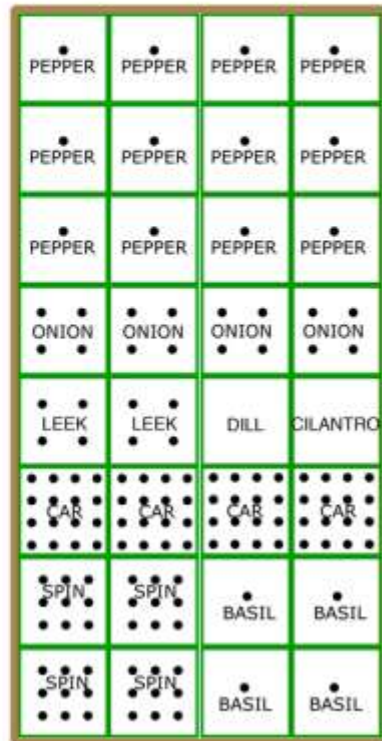 PEPPER PEPPER PEPPER PEPPER
PEPPER PEPPER PEPPER PEPPER
PEPPER PEPPER PEPPER PEPPER
ONION ONION ONION ONION
LEEK LEEK DILL CILANTRO
CAR CAR CAR CAR
SPIN SPIN BASIL BASIL
SPIN SPIN BASIL BASIL